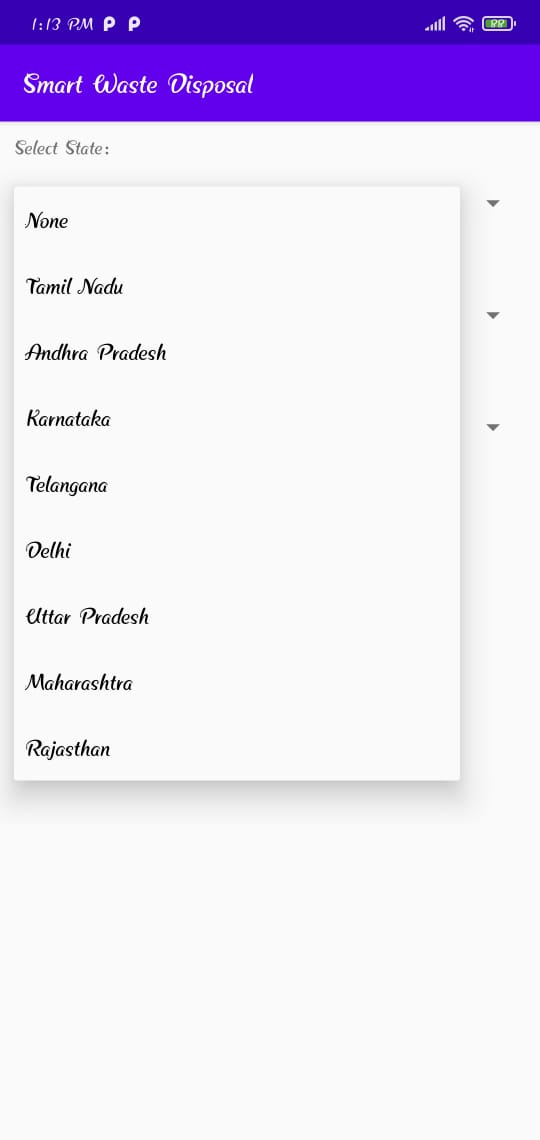 1:13 PM
88
Smart Waste Disposal
Select State:
None
Tamil Nadu
Andhra Pradesh
Karnataka
Telangana
Delhi
Uttar Pradesh
Maharashtra
Rajasthan